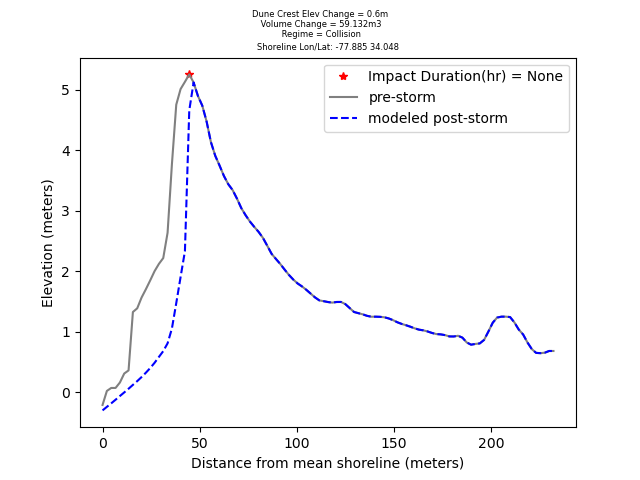 Dune Crest Elev Change = 0.6m
Volume Change = 59.132m3
Regime = Collision
Shoreline Lon/Lat: -77.885 34.048
Impact Duration(hr) = None
pre-storm
modeled post-storm
Elevation (meters)
5
4
3
2
1
0
0 50 100 150 200
Distance from mean shoreline (meters)